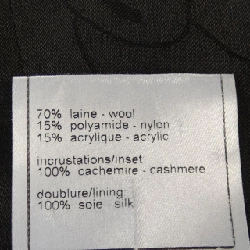 70% laine - wool
15% polyamide - nylon
15% acrylique - acrylic
incrustations/inset
100% cachemire - cashmere
doublure/lining:
100% soie - silk